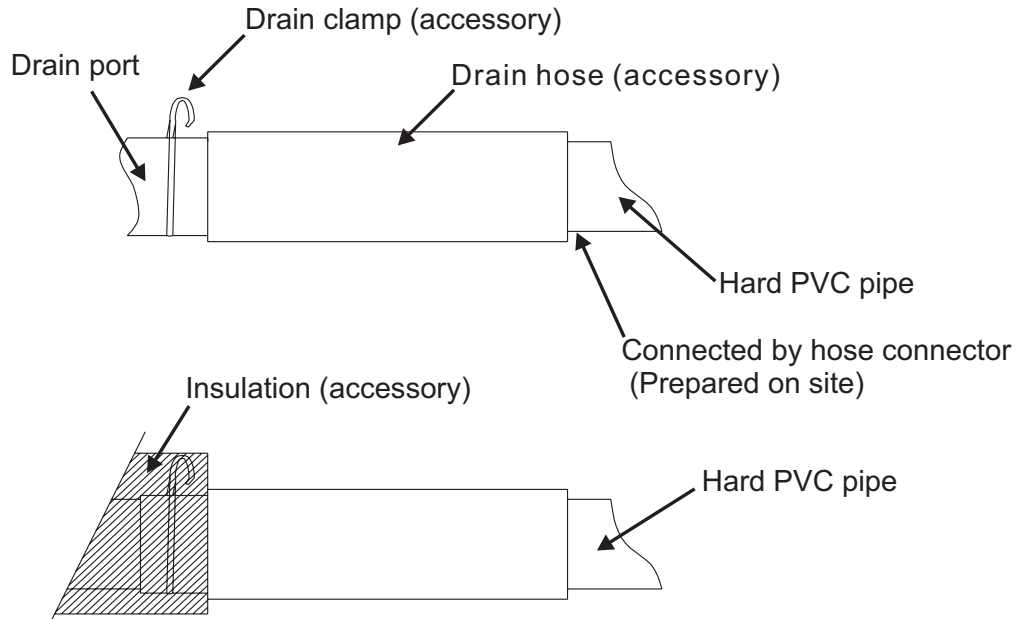 Drain clamp (accessory)
Drain port
Drain hose (accessory)
Hard PVC pipe
Connected by hose connector
(Prepared on site)
Insulation (accessory)
Hard PVC pipe